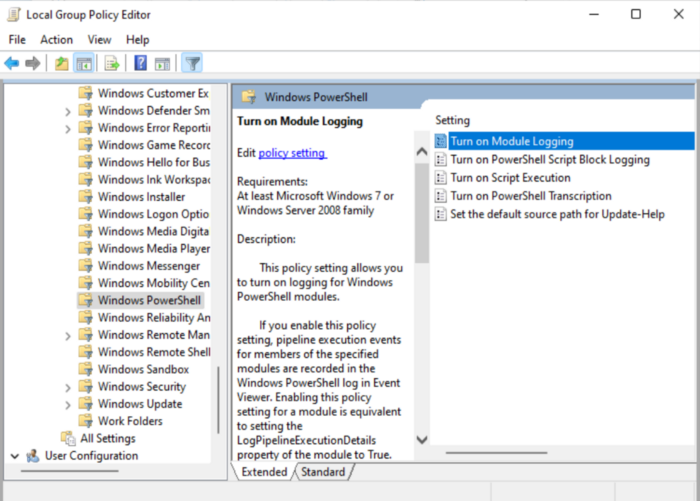 Local Group Policy Editor
File Action View Help
Windows Customer Ex
Windows Defender Sm
Windows Error Reporti
Windows Game Record
Windows Hello for Bus
Windows Ink Workspac
Windows Installer
Windows Logon Optio
Windows Media Digita
Windows Media Player
Windows Messenger
Windows Mobility Cen
Windows PowerShell
Windows Reliability An
Windows Remote Man
Windows Remote Shell
Windows Sandbox
Windows Security
Windows Update
Work Folders
All Settings
User Configuration
Windows PowerShell
Turn on Module Logging
Edit policy setting
Requirements:
At least Microsoft Windows 7 or
Windows Server 2008 family
Description:
This policy setting allows you
to turn on logging for Windows
PowerShell modules.
If you enable this policy
setting, pipeline execution events
for members of the specified
modules are recorded in the
Windows PowerShell log in Event
Viewer. Enabling this policy
setting for a module is equivalent
to setting the
LogPipelineExecutionDetails
property of the module to True.
Setting
Turn on Module Logging
Turn on PowerShell Script Block Logging
Turn on Script Execution
Turn on PowerShell Transcription
Set the default source path for Update-Help
Extended Standard